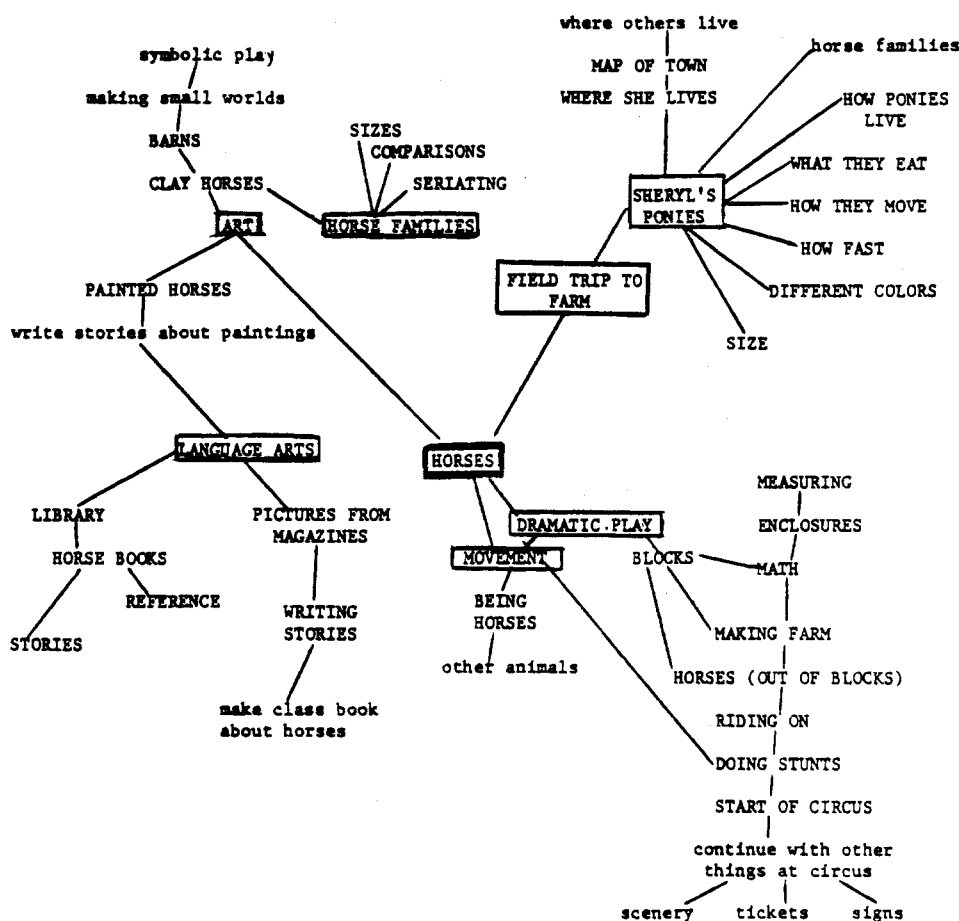 where others live
symbolic play
horse families
MAP OF TOWN
making small worlds
WHERE SHE LIVES
HOW PONIES
LIVE
SIZES
BARNS
COMPARISONS
WHAT THEY EAT
CLAY HORSES
SERIATING
SHERYL'S
PONIES
HOW THEY MOVE
ART
HORSE FAMILIES
HOW FAST
FIELD TRIP TO
FARM
PAINTED HORSES
DIFFERENT COLORS
write stories about paintings
SIZE
LANGUAGE ARTS
HORSES
MEASURING
LIBRARY
PICTURES FROM
MAGAZINES
DRAMATIC PLAY
ENCLOSURES
HORSE BOOKS
MOVEMENT
BLOCKS
MATH
REFERENCE
WRITING
STORIES
BEING
HORSES
STORIES
MAKING FARM
other animals
HORSES (OUT OF BLOCKS)
make class book
about horses
RIDING ON
DOING STUNTS
START OF CIRCUS
continue with other
things at circus
scenery
tickets
signs